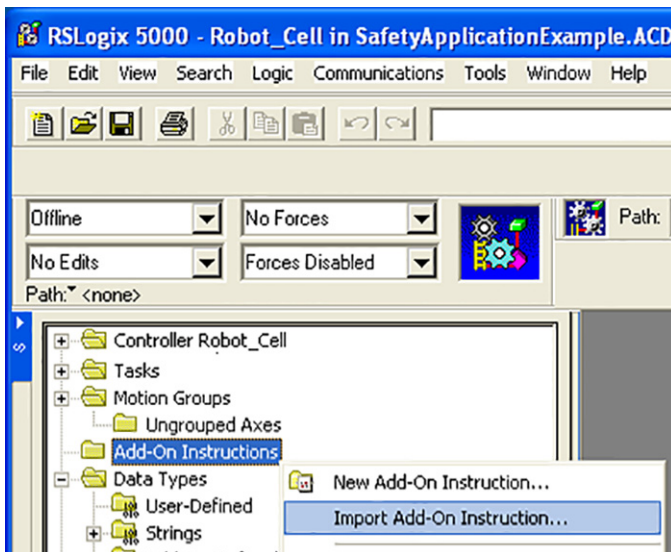 RSLogix 5000 - Robot_Cell in SafetyApplicationExample.ACD
File Edit View Search Logic Communications Tools Window Help
Offline No Forces Path:
No Edits Forces Disabled
Path: <none>
Controller Robot_Cell
Tasks
Motion Groups
Ungrouped Axes
Add-On Instructions
Data Types New Add-On Instruction...
User-Defined Import Add-On Instruction...
Strings